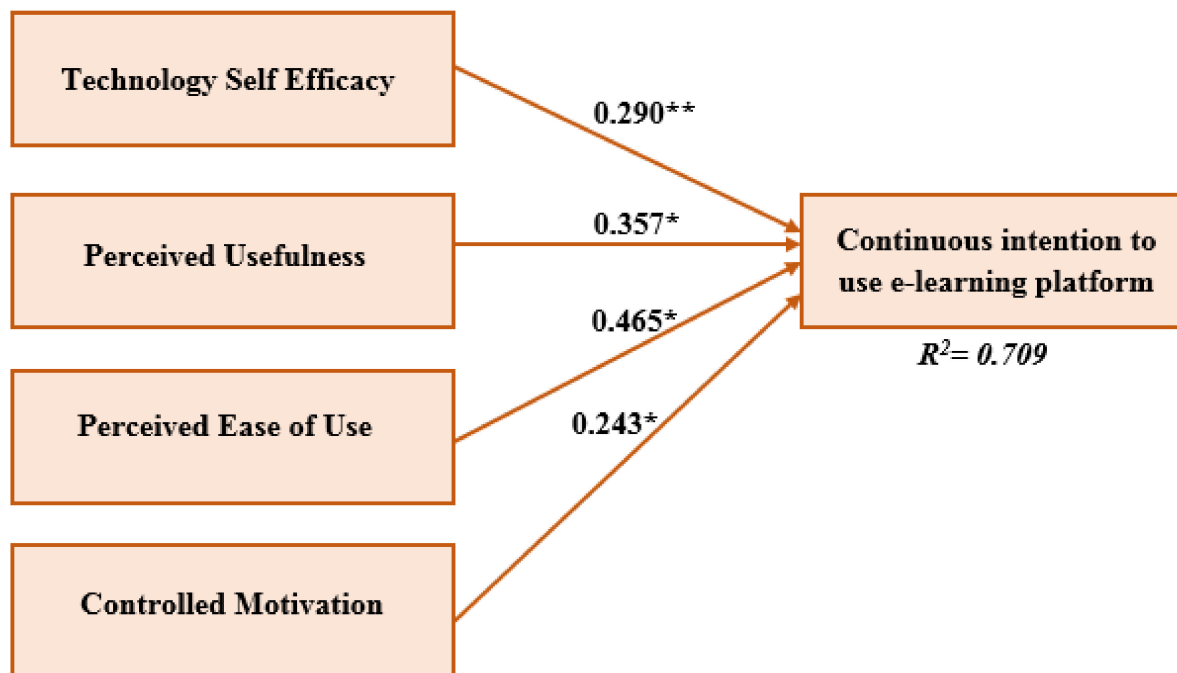 Technology Self Efficacy
0.290**
Perceived Usefulness
0.357*
Continuous intention to
use e-learning platform
R²= 0.709
0.465*
Perceived Ease of Use
0.243*
Controlled Motivation